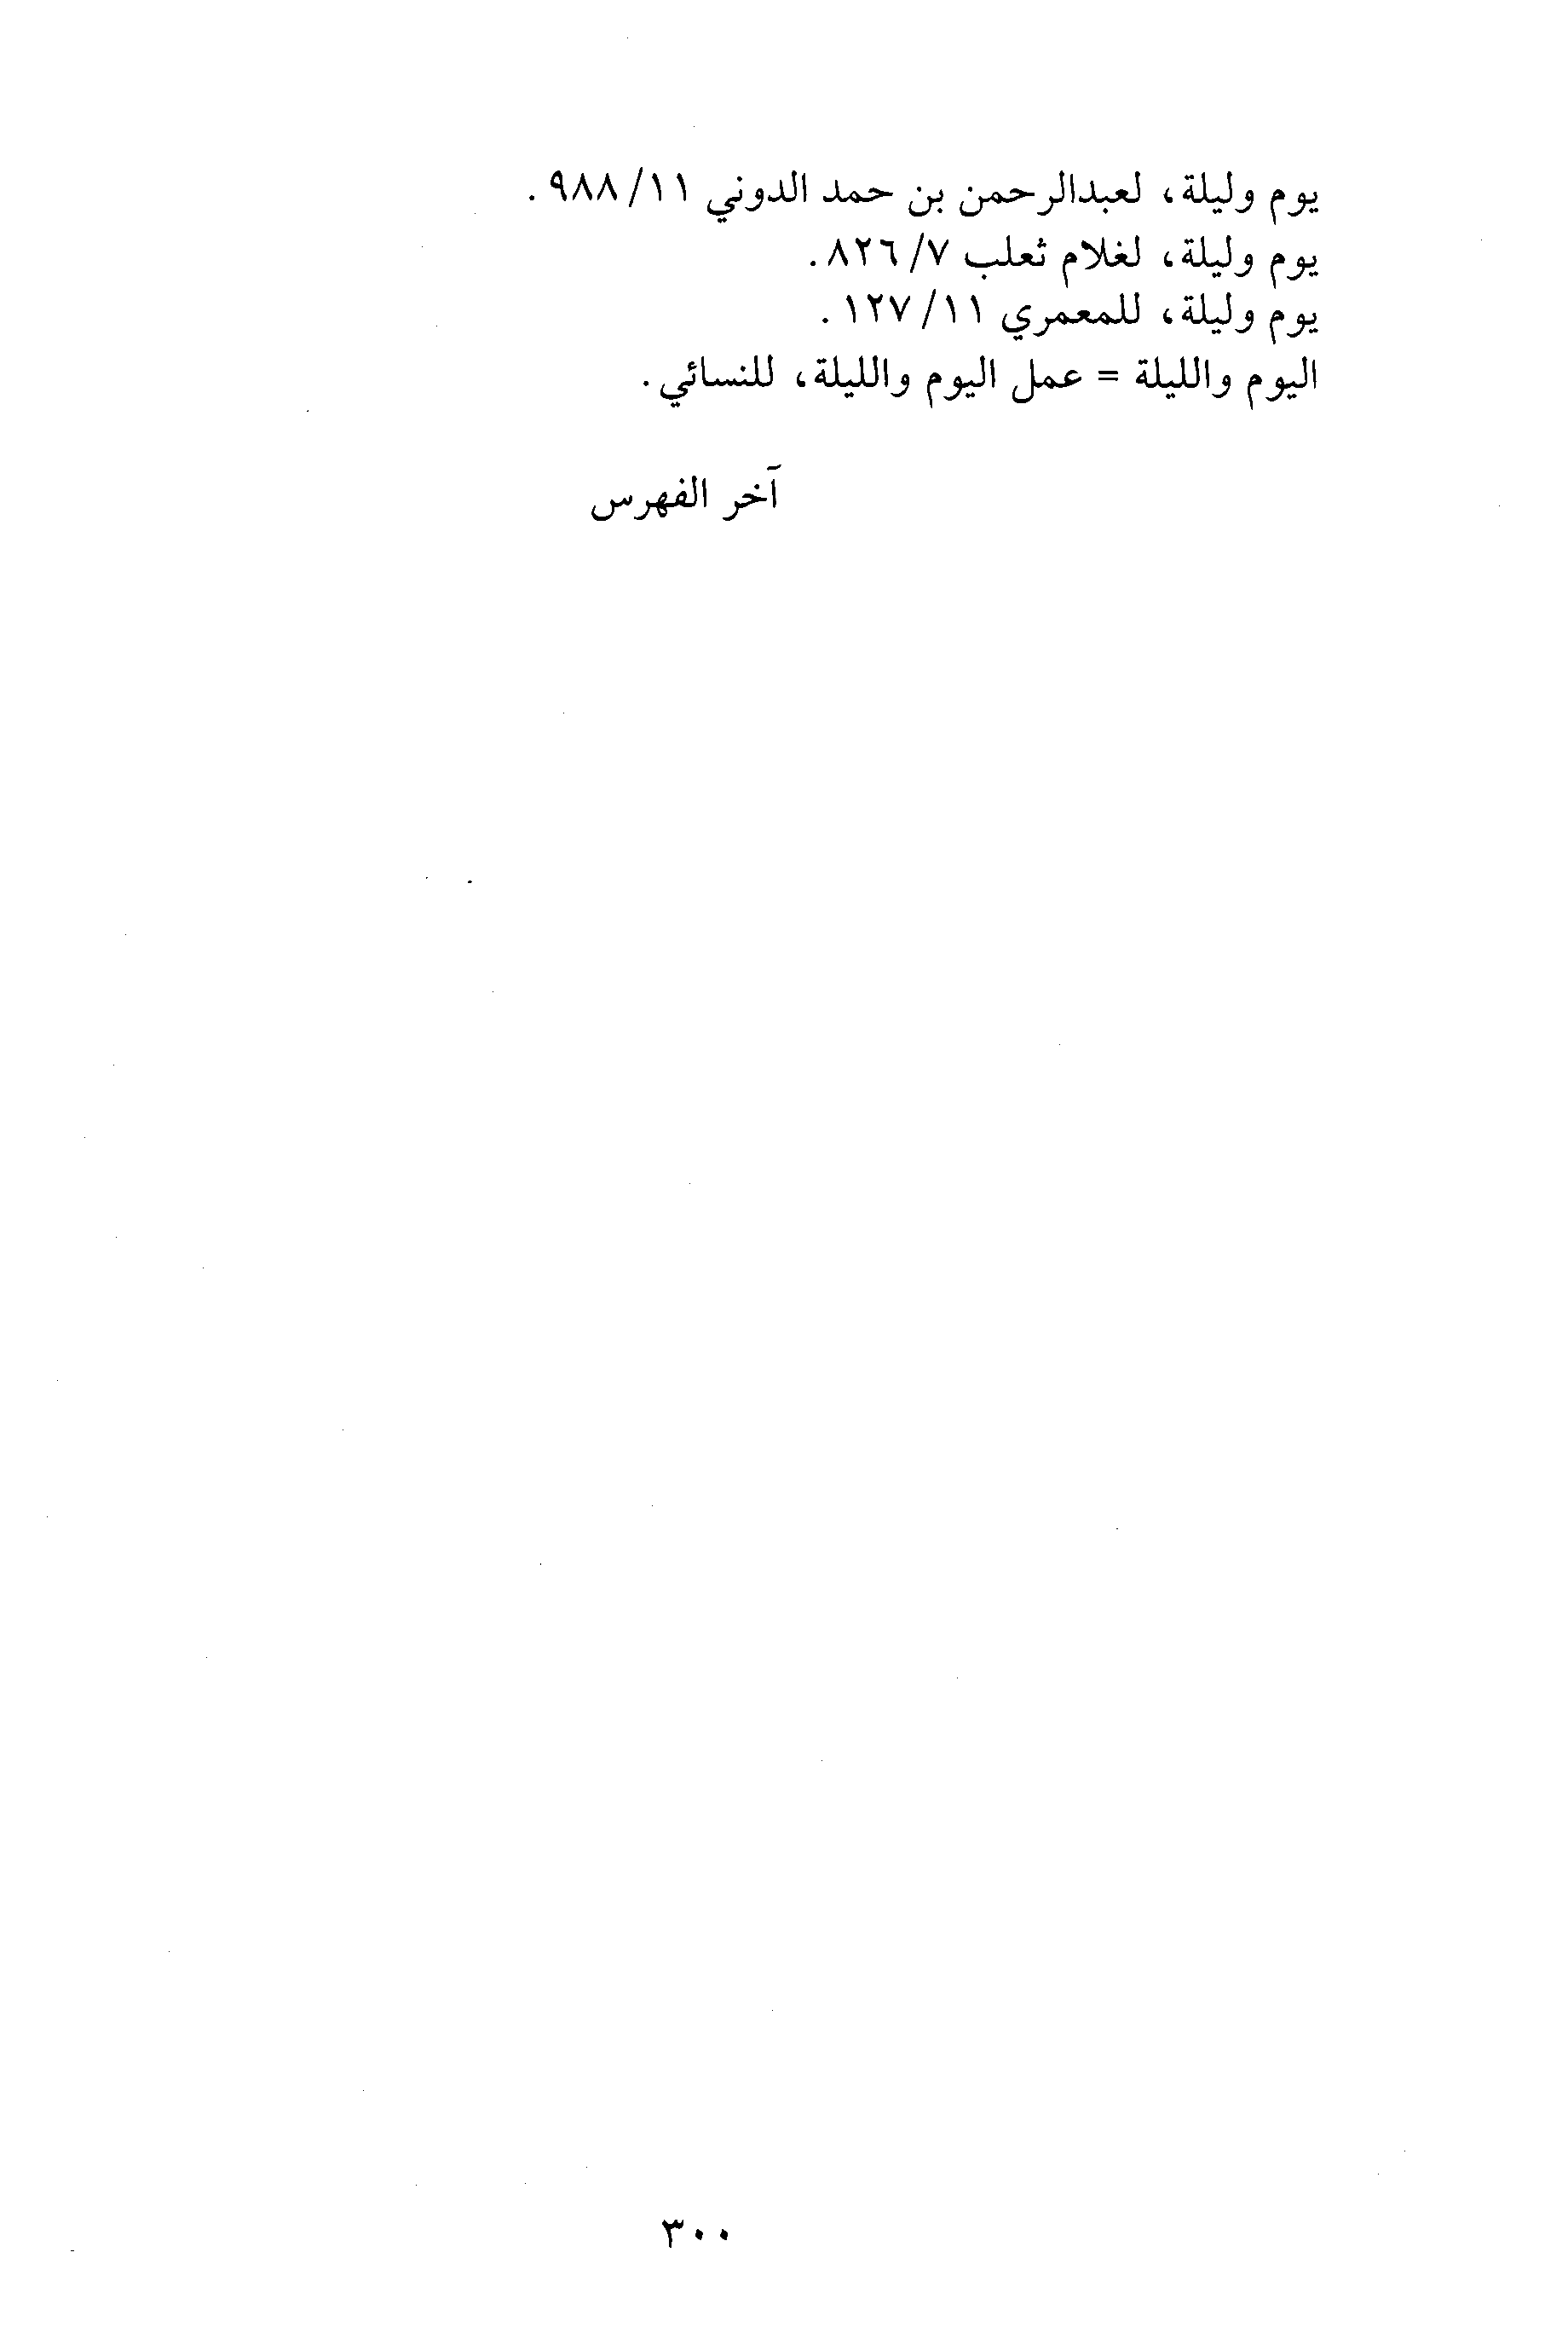 يوم وليلة، لعبدالرحمن بن حمد الدوني ١١/ ٩٨٨ .
يوم وليلة، لغلام ثعلب ٧/ ٨٢٦ .
يوم وليلة، للمعمري ١١/ ١٢٧ .
اليوم والليلة = عمل اليوم والليلة، للنسائي .
آخر الفهرس
٣٠٠